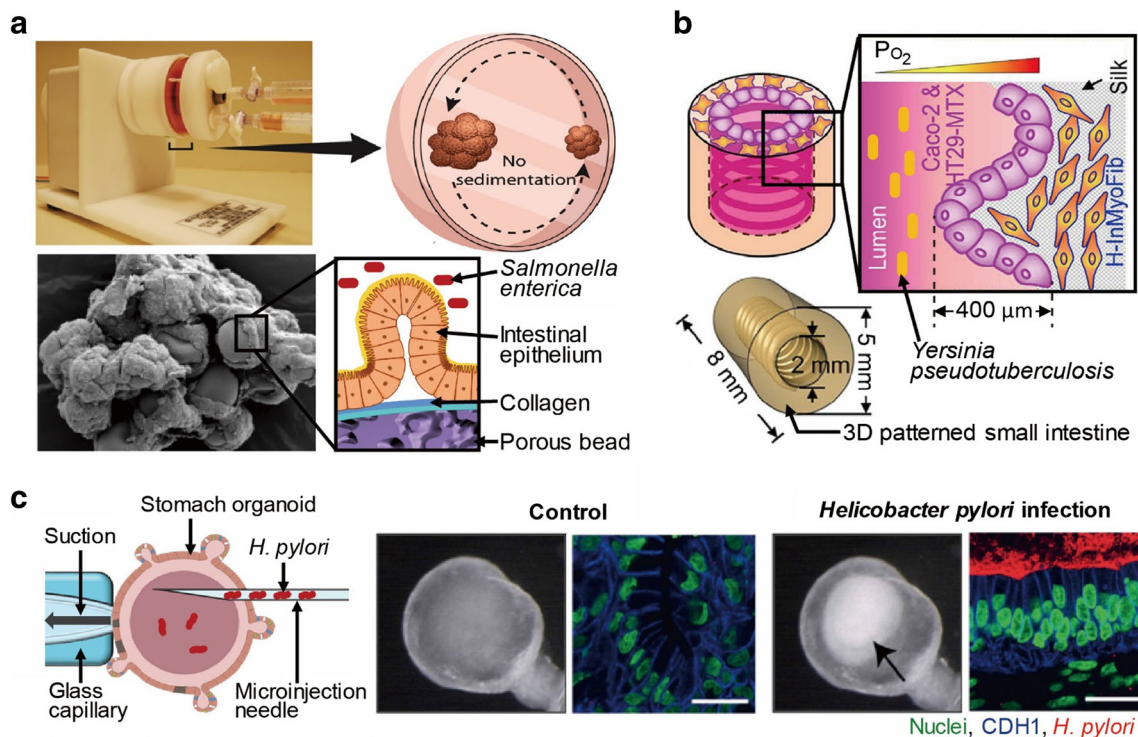 a
No
sedimentation
Salmonella
enterica
Intestinal
epithelium
Collagen
Porous bead
b
PO2
Silk
Caco-2 &
HT29-MTX
Lumen
H-InMyoFib
400 µm
Yersinia
pseudotuberculosis
8 mm
2 mm
5 mm
3D patterned small intestine
c
Stomach organoid
Suction
H. pylori
Glass
capillary
Microinjection
needle
Control
Helicobacter pylori infection
Nuclei, CDH1, H. pylori